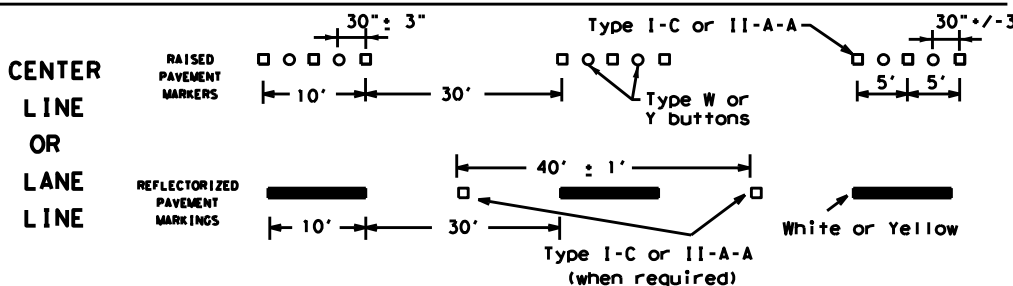 30" ± 3"
Type I-C or II-A-A
30" +/- 3
CENTER
LINE
OR
LANE
LINE
RAISED
PAVEMENT
MARKERS
10'
30'
Type W or
Y buttons
5'
5'
40' ± 1'
REFLECTORIZED
PAVEMENT
MARKINGS
10'
30'
Type I-C or II-A-A
(when required)
White or Yellow